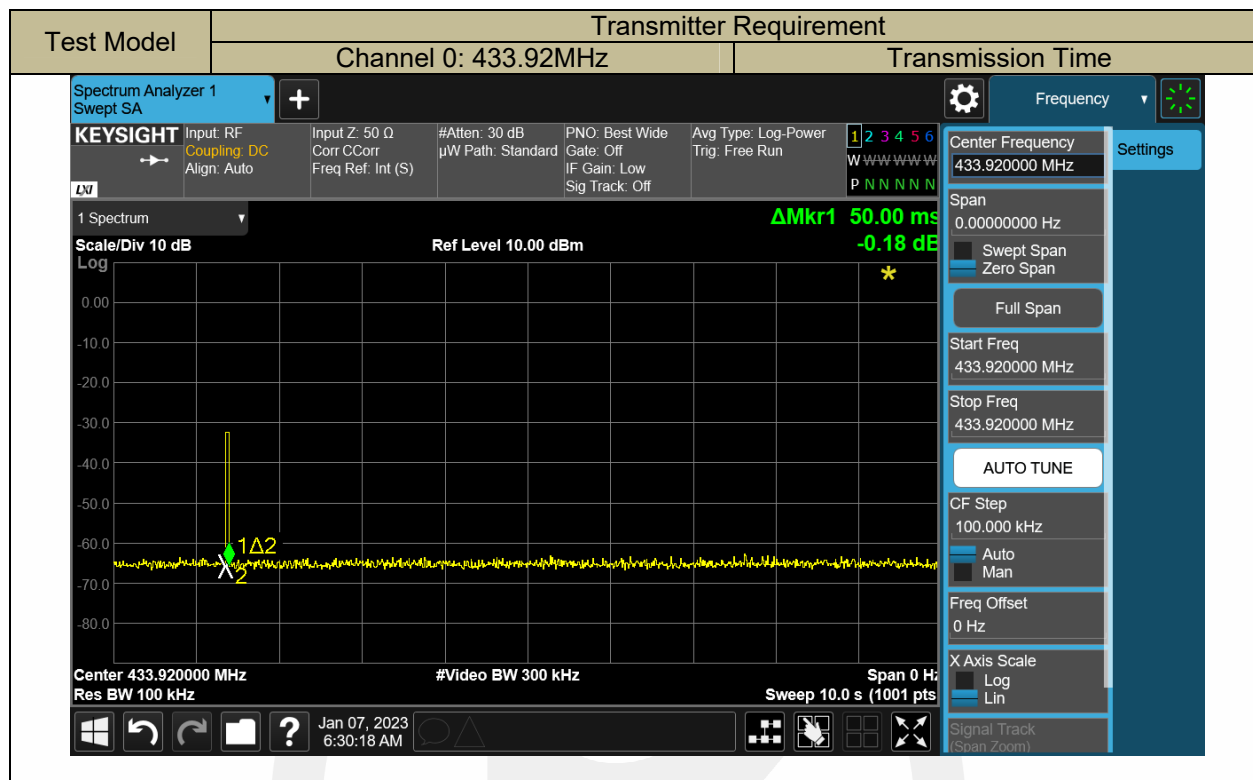 Test Model
Transmitter Requirement
Channel 0: 433.92MHz
Transmission Time
Spectrum Analyzer 1
Swept SA
Frequency
KEYSIGHT
LXI
Input: RF
Coupling: DC
Align: Auto
Input Z: 50 Ω
Corr CCorr
Freq Ref: Int (S)
#Atten: 30 dB
µW Path: Standard
PNO: Best Wide
Gate: Off
IF Gain: Low
Sig Track: Off
Avg Type: Log-Power
Trig: Free Run
1 2 3 4 5 6
W W W W W W
P N N N N N
1 Spectrum
ΔMkr1 50.00 ms
-0.18 dB
Scale/Div 10 dB
Ref Level 10.00 dBm
Log
0.00
-10.0
-20.0
-30.0
-40.0
-50.0
-60.0
-70.0
-80.0
1Δ2
2
Center 433.920000 MHz
#Video BW 300 kHz
Span 0 Hz
Res BW 100 kHz
Sweep 10.0 s (1001 pts
Jan 07, 2023
6:30:18 AM
Center Frequency
433.920000 MHz
Settings
Span
0.00000000 Hz
Swept Span
Zero Span
Full Span
Start Freq
433.920000 MHz
Stop Freq
433.920000 MHz
AUTO TUNE
CF Step
100.000 kHz
Auto
Man
Freq Offset
0 Hz
X Axis Scale
Log
Lin
Signal Track
(Span Zoom)